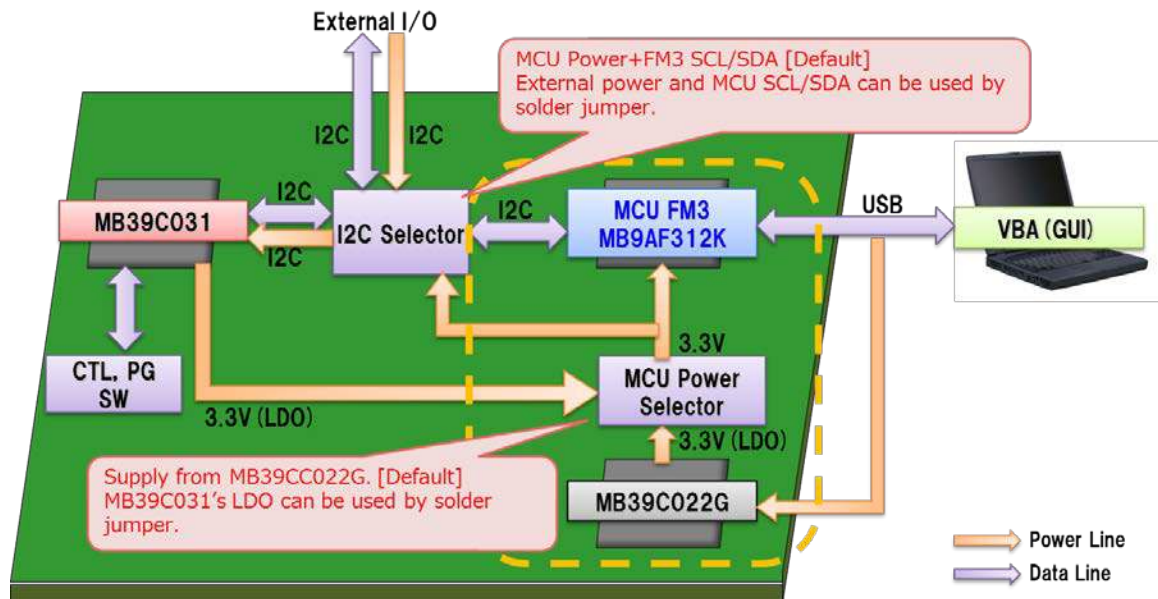 External I/O
MCU Power+FM3 SCL/SDA [Default]
External power and MCU SCL/SDA can be used by
solder jumper.
I2C
I2C
MB39C031
I2C
I2C
I2C Selector
I2C
MCU FM3
MB9AF312K
USB
VBA (GUI)
CTL, PG
SW
3.3V (LDO)
3.3V
MCU Power
Selector
3.3V (LDO)
Supply from MB39CC022G. [Default]
MB39C031's LDO can be used by solder
jumper.
MB39C022G
Power Line
Data Line